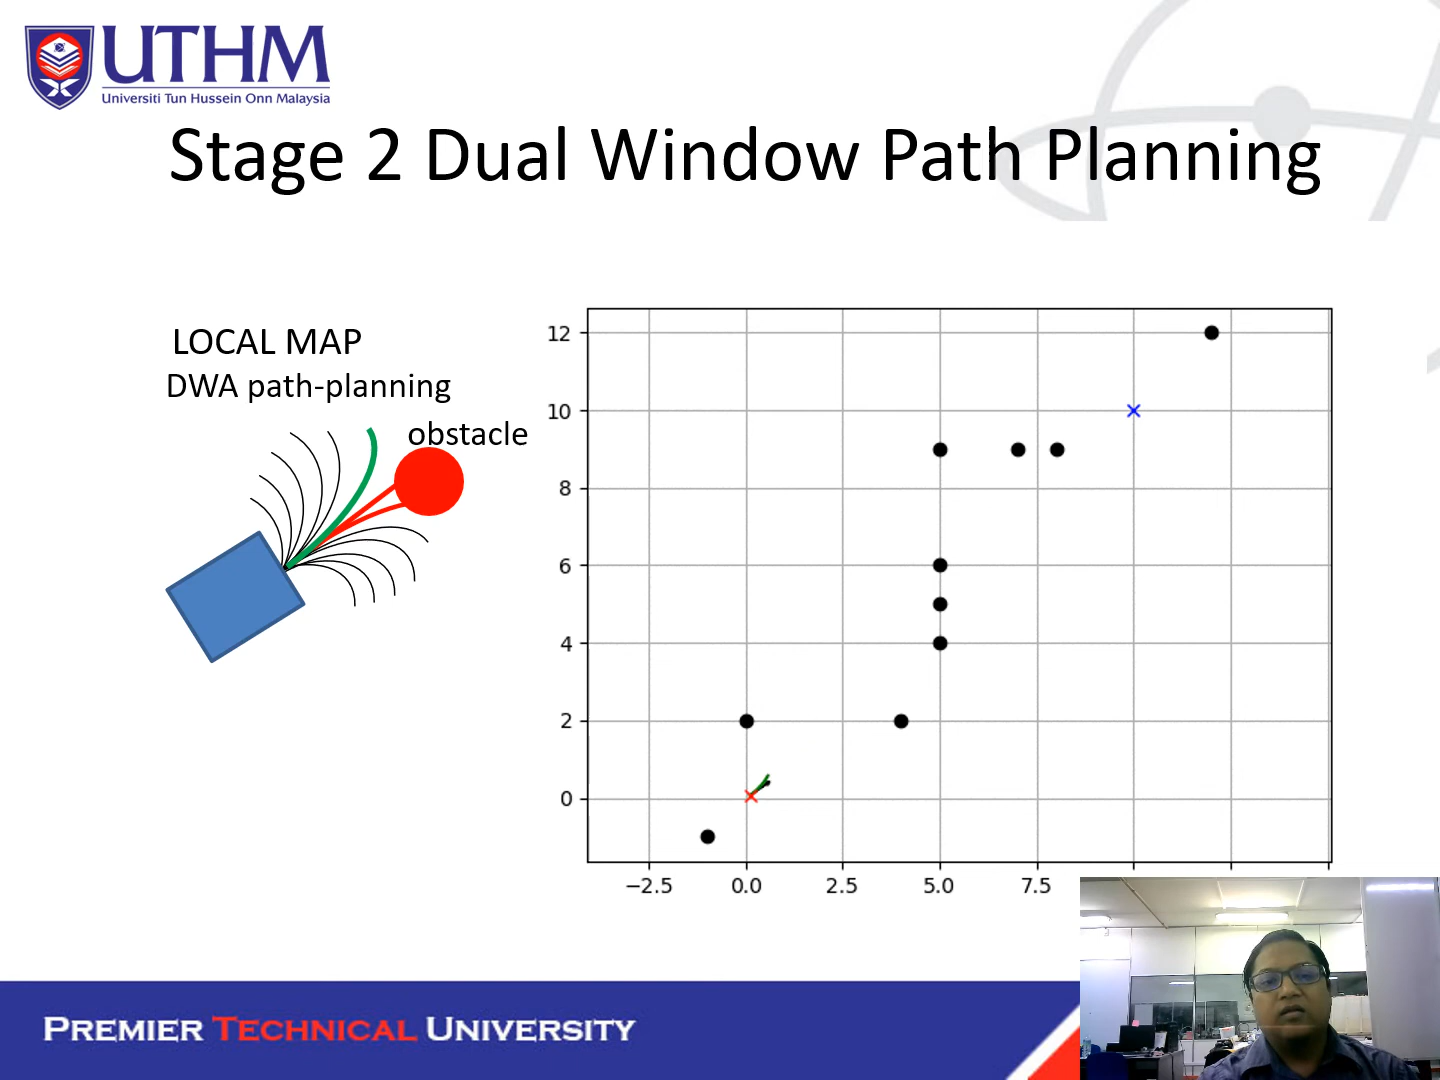 UTHM
Universiti Tun Hussein Onn Malaysia
Stage 2 Dual Window Path Planning
LOCAL MAP
DWA path-planning
obstacle
12
10
8
6
4
2
0
−2.5 0.0 2.5 5.0 7.5
PREMIER TECHNICAL UNIVERSITY